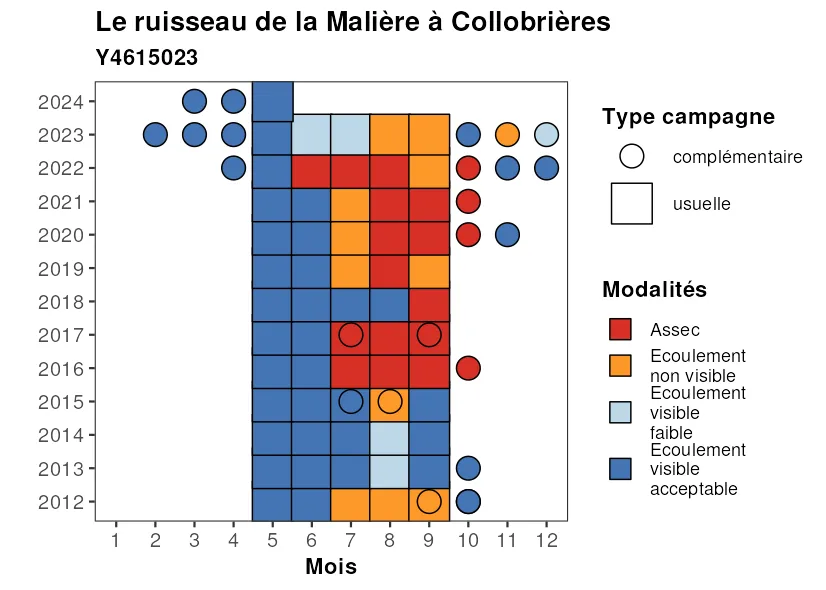 Le ruisseau de la Malière à Collobrières
Y4615023
2024
2023
2022
2021
2020
2019
2018
2017
2016
2015
2014
2013
2012
1 2 3 4 5 6 7 8 9 10 11 12
Mois
Type campagne
complémentaire
usuelle
Modalités
Assec
Ecoulement
non visible
Ecoulement
visible
faible
Ecoulement
visible
acceptable